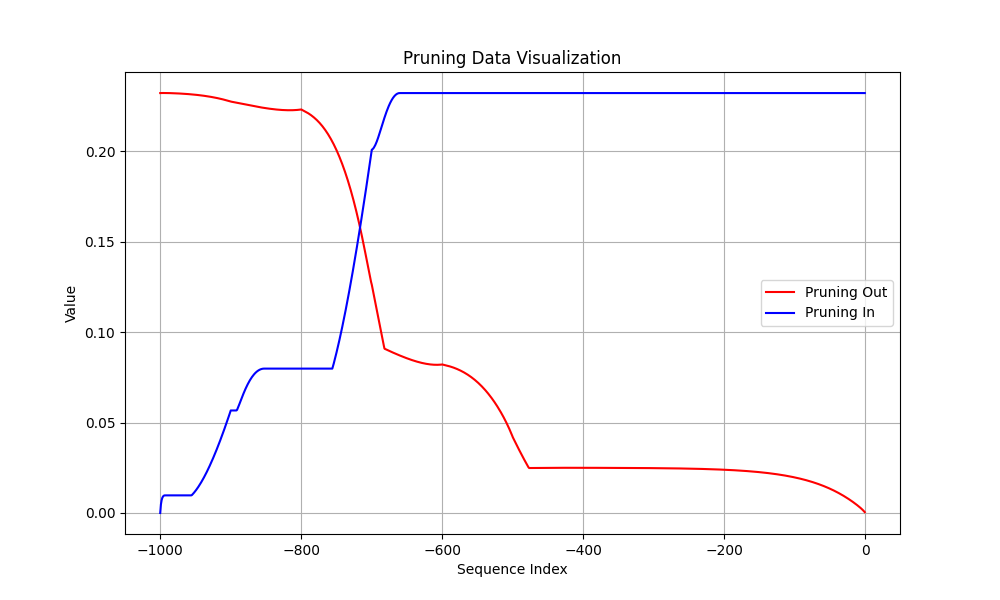 Pruning Data Visualization
Value
0.20
0.15
0.10
0.05
0.00
Pruning Out
Pruning In
−1000 −800 −600 −400 −200 0
Sequence Index